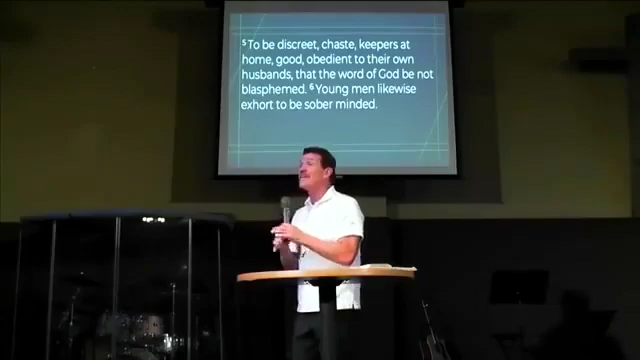 ⁵ To be discreet, chaste, keepers at
home, good, obedient to their own
husbands, that the word of God be not
blasphemed. ⁶ Young men likewise
exhort to be sober minded.